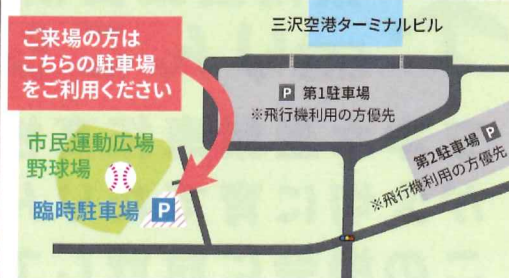 三沢空港ターミナルビル
ご来場の方は
こちらの駐車場
をご利用ください
P 第1駐車場
※飛行機利用の方優先
第2駐車場 P
※飛行機利用の方優先
市民運動広場
野球場
臨時駐車場 P